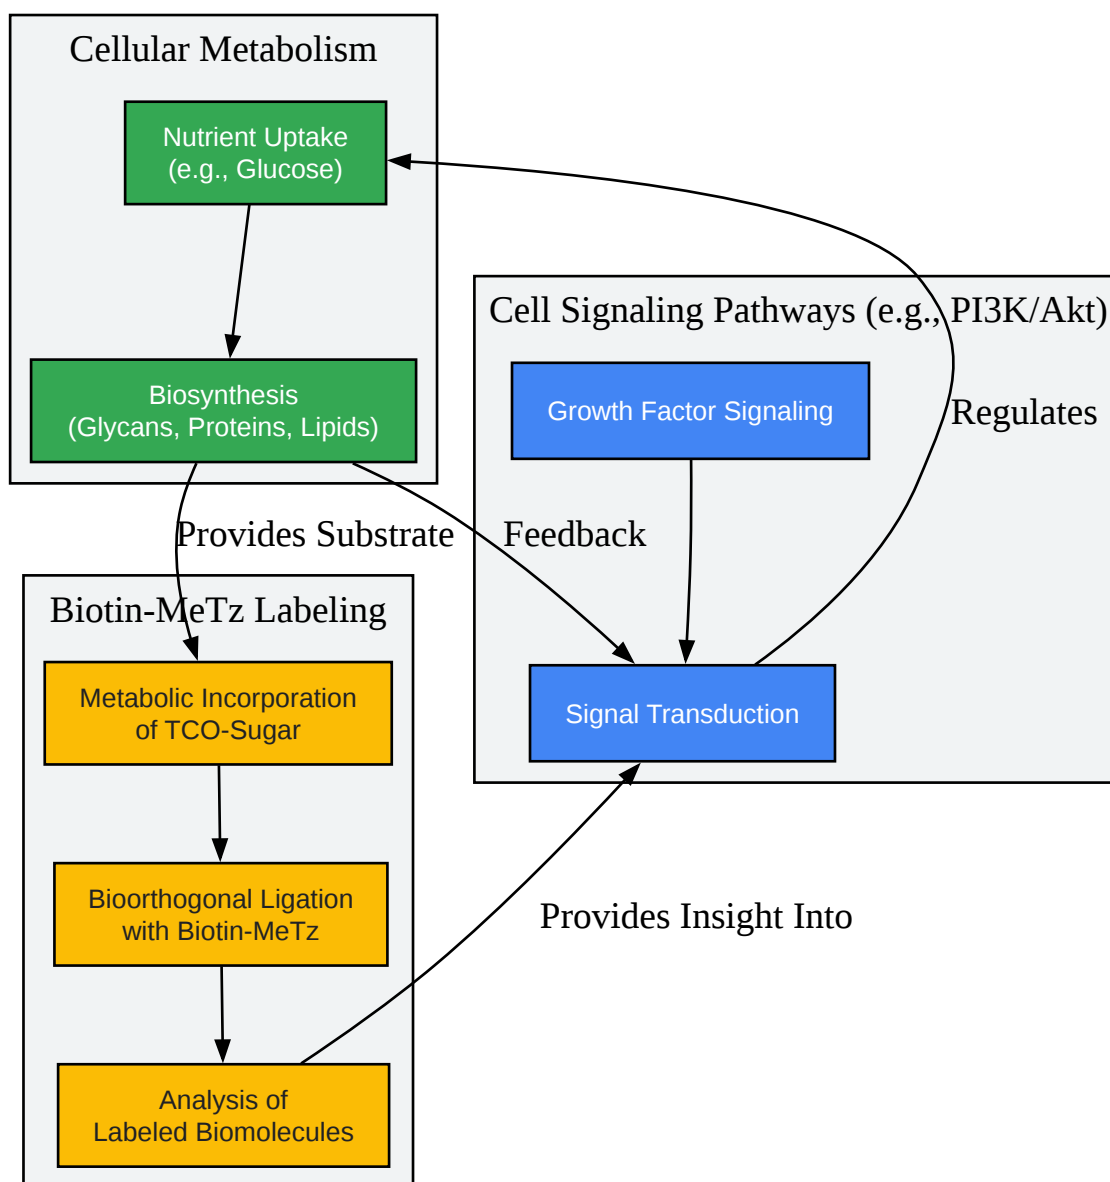 Cellular Metabolism
Nutrient Uptake
(e.g., Glucose)
Cell Signaling Pathways (e.g., PI3K/Akt)
Biosynthesis
(Glycans, Proteins, Lipids)
Growth Factor Signaling
Regulates
Provides Substrate
Feedback
Biotin-MeTz Labeling
Metabolic Incorporation
of TCO-Sugar
Signal Transduction
Bioorthogonal Ligation
with Biotin-MeTz
Provides Insight Into
Analysis of
Labeled Biomolecules